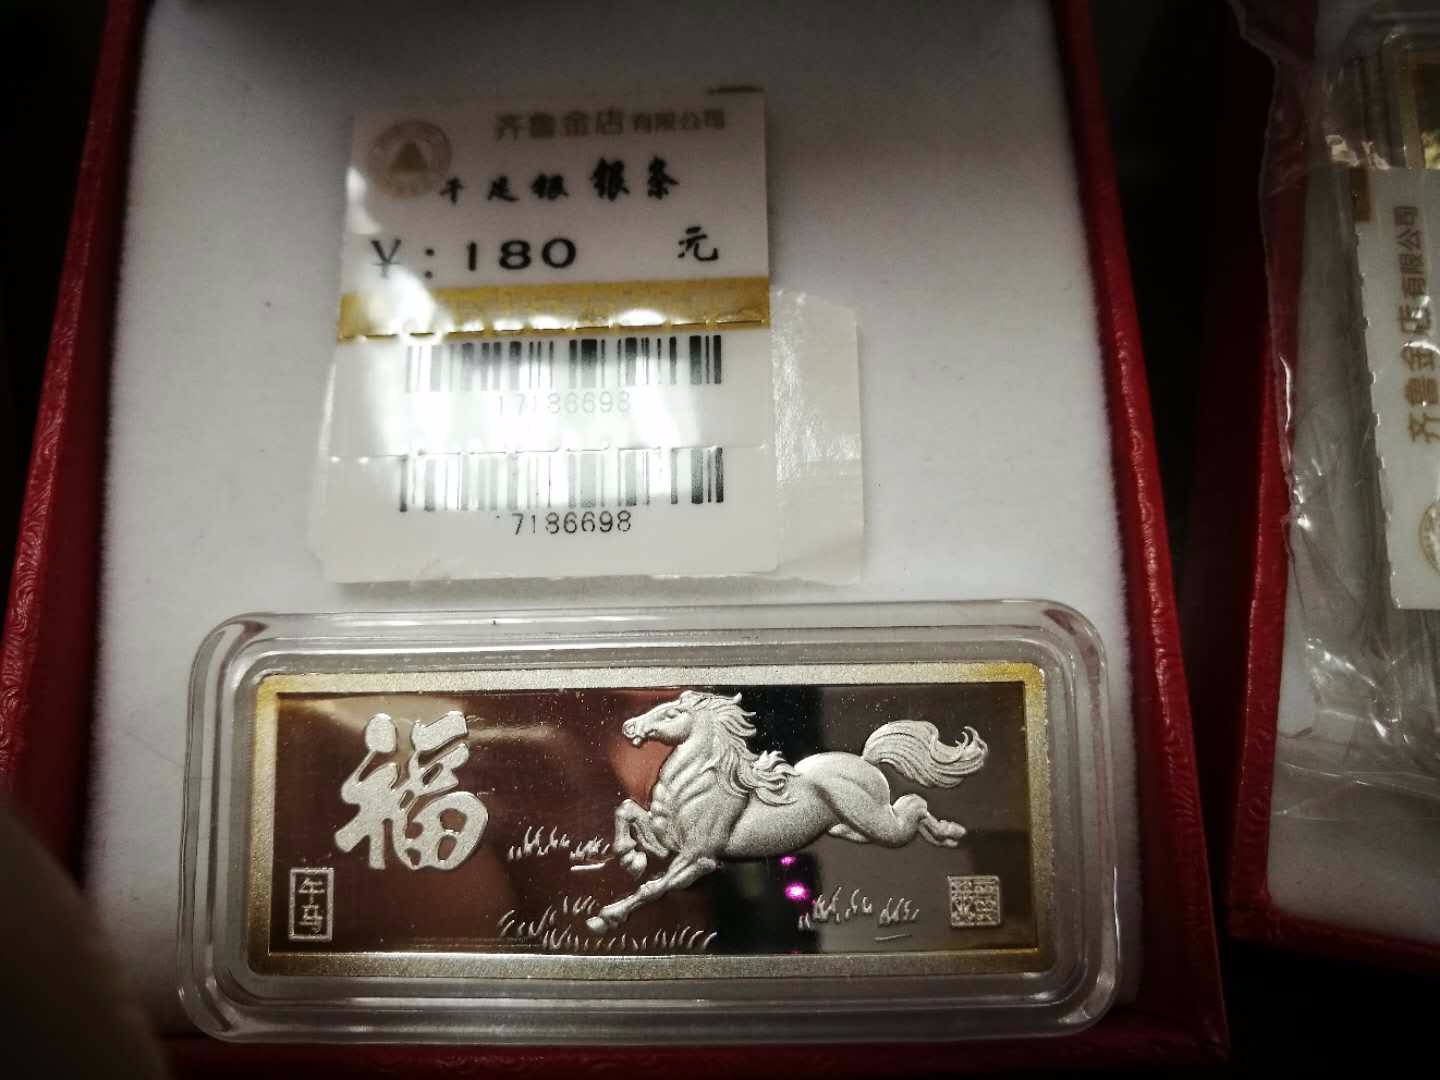 齐鲁金店有限公司
千足银 银条
¥:180 元
17186698
7186698
福
午马
齐鲁金店有限公司